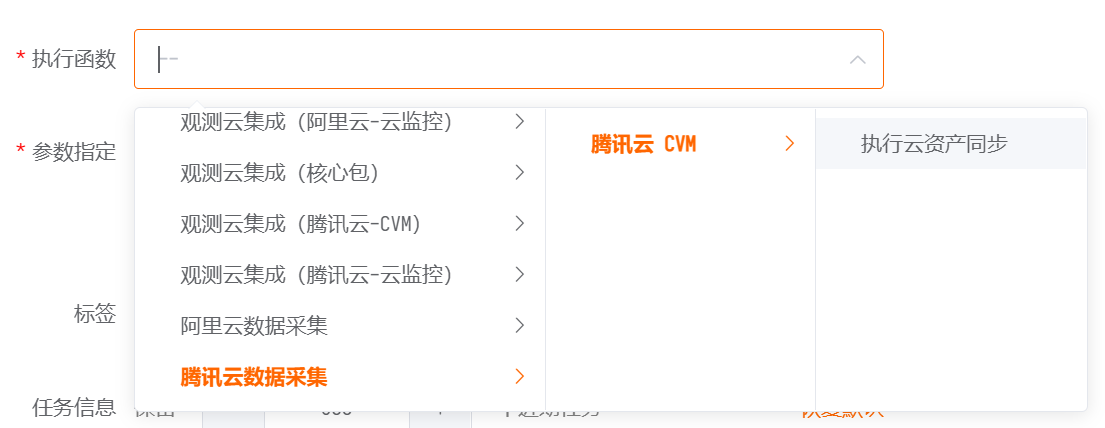 * 执行函数
--
观测云集成（阿里云-云监控）
腾讯云 CVM
执行云资产同步
* 参数指定
观测云集成（核心包）
观测云集成（腾讯云-CVM）
观测云集成（腾讯云-云监控）
标签
阿里云数据采集
腾讯云数据采集
任务信息